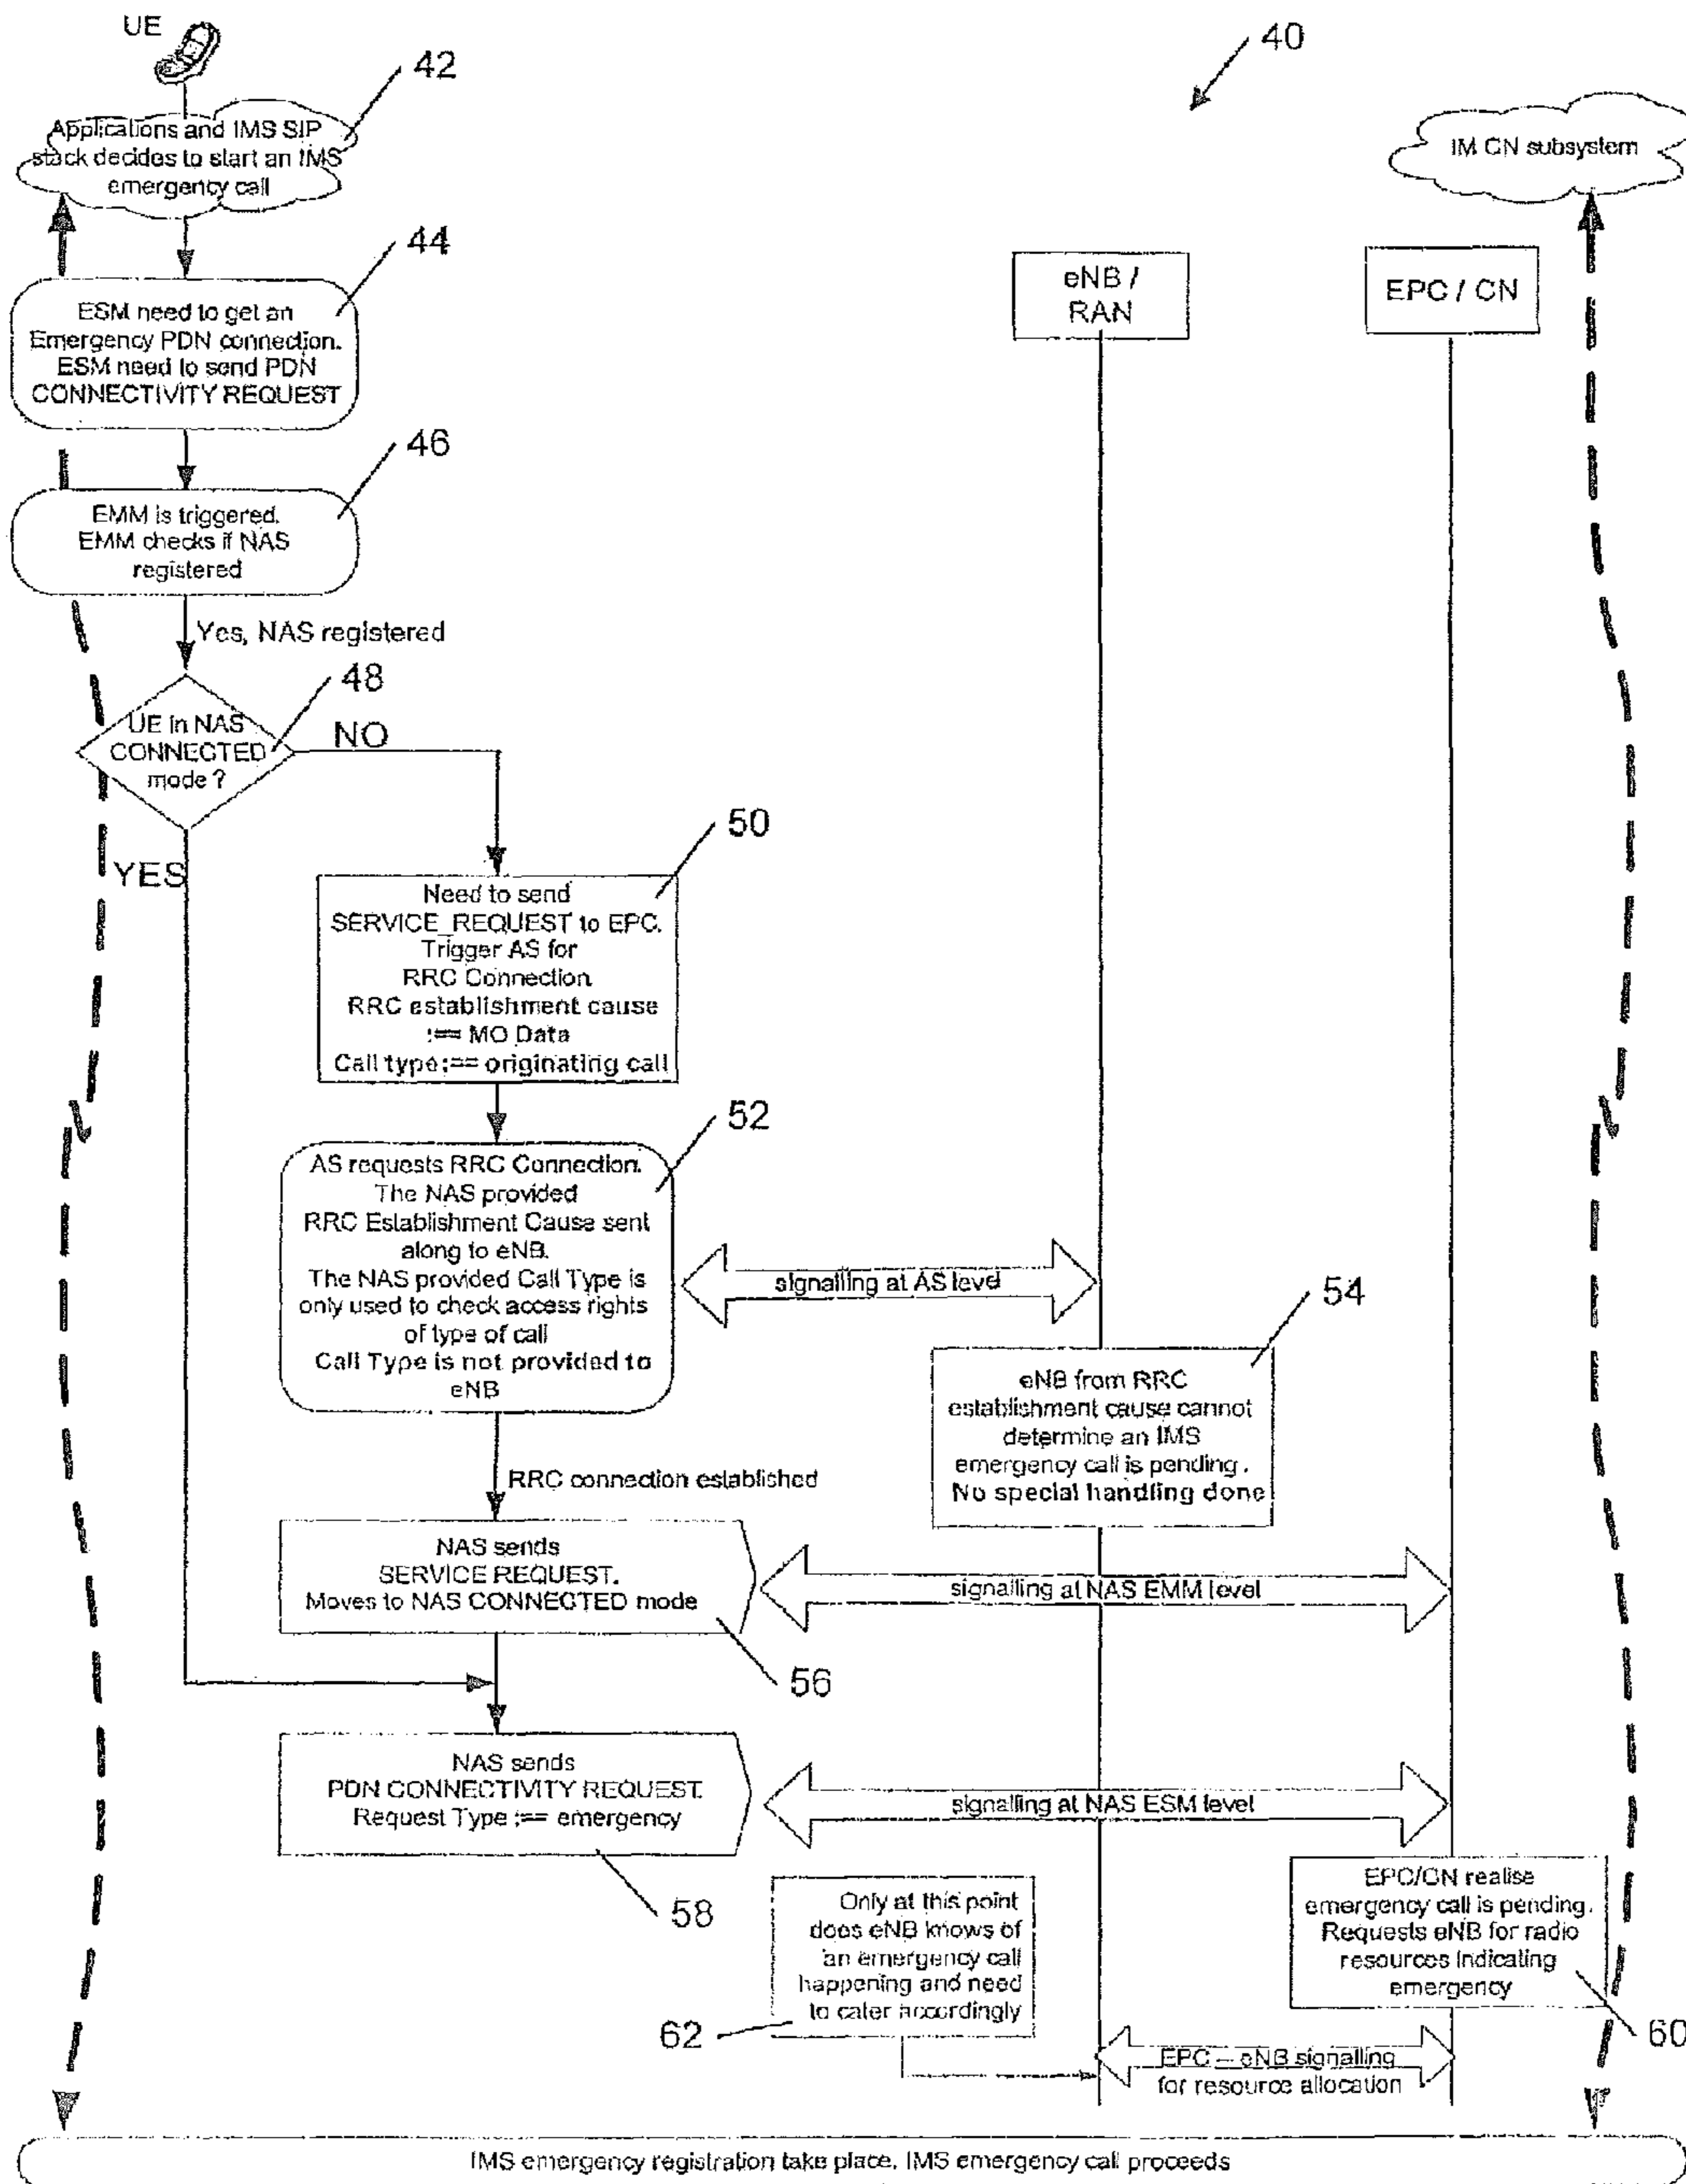 UE
42
40
Applications and IMS SIP
stack decides to start an IMS
emergency call
IM CN subsystem
44
ESM need to get an
Emergency PDN connection.
ESM need to send PDN
CONNECTIVITY REQUEST
eNB /
RAN
EPC / CN
46
EMM is triggered.
EMM checks if NAS
registered
Yes, NAS registered
48
UE in NAS
CONNECTED
mode ?
NO
YES
50
Need to send
SERVICE_REQUEST to EPC.
Trigger AS for
RRC Connection
RRC establishment cause
:== MO Data
Call type:== originating call
52
AS requests RRC Connection.
The NAS provided
RRC Establishment Cause sent
along to eNB.
The NAS provided Call Type is
only used to check access rights
of type of call
Call Type is not provided to
eNB
signalling at AS level
54
eNB from RRC
establishment cause cannot
determine an IMS
emergency call is pending.
No special handling done
RRC connection established
NAS sends
SERVICE REQUEST.
Moves to NAS CONNECTED mode
signalling at NAS EMM level
56
NAS sends
PDN CONNECTIVITY REQUEST.
Request Type :== emergency
signalling at NAS ESM level
58
Only at this point
does eNB knows of
an emergency call
happening and need
to cater accordingly
62
EPC/CN realise
emergency call is pending.
Requests eNB for radio
resources indicating
emergency
60
EPC – eNB signalling
for resource allocation
IMS emergency registration take place, IMS emergency call proceeds